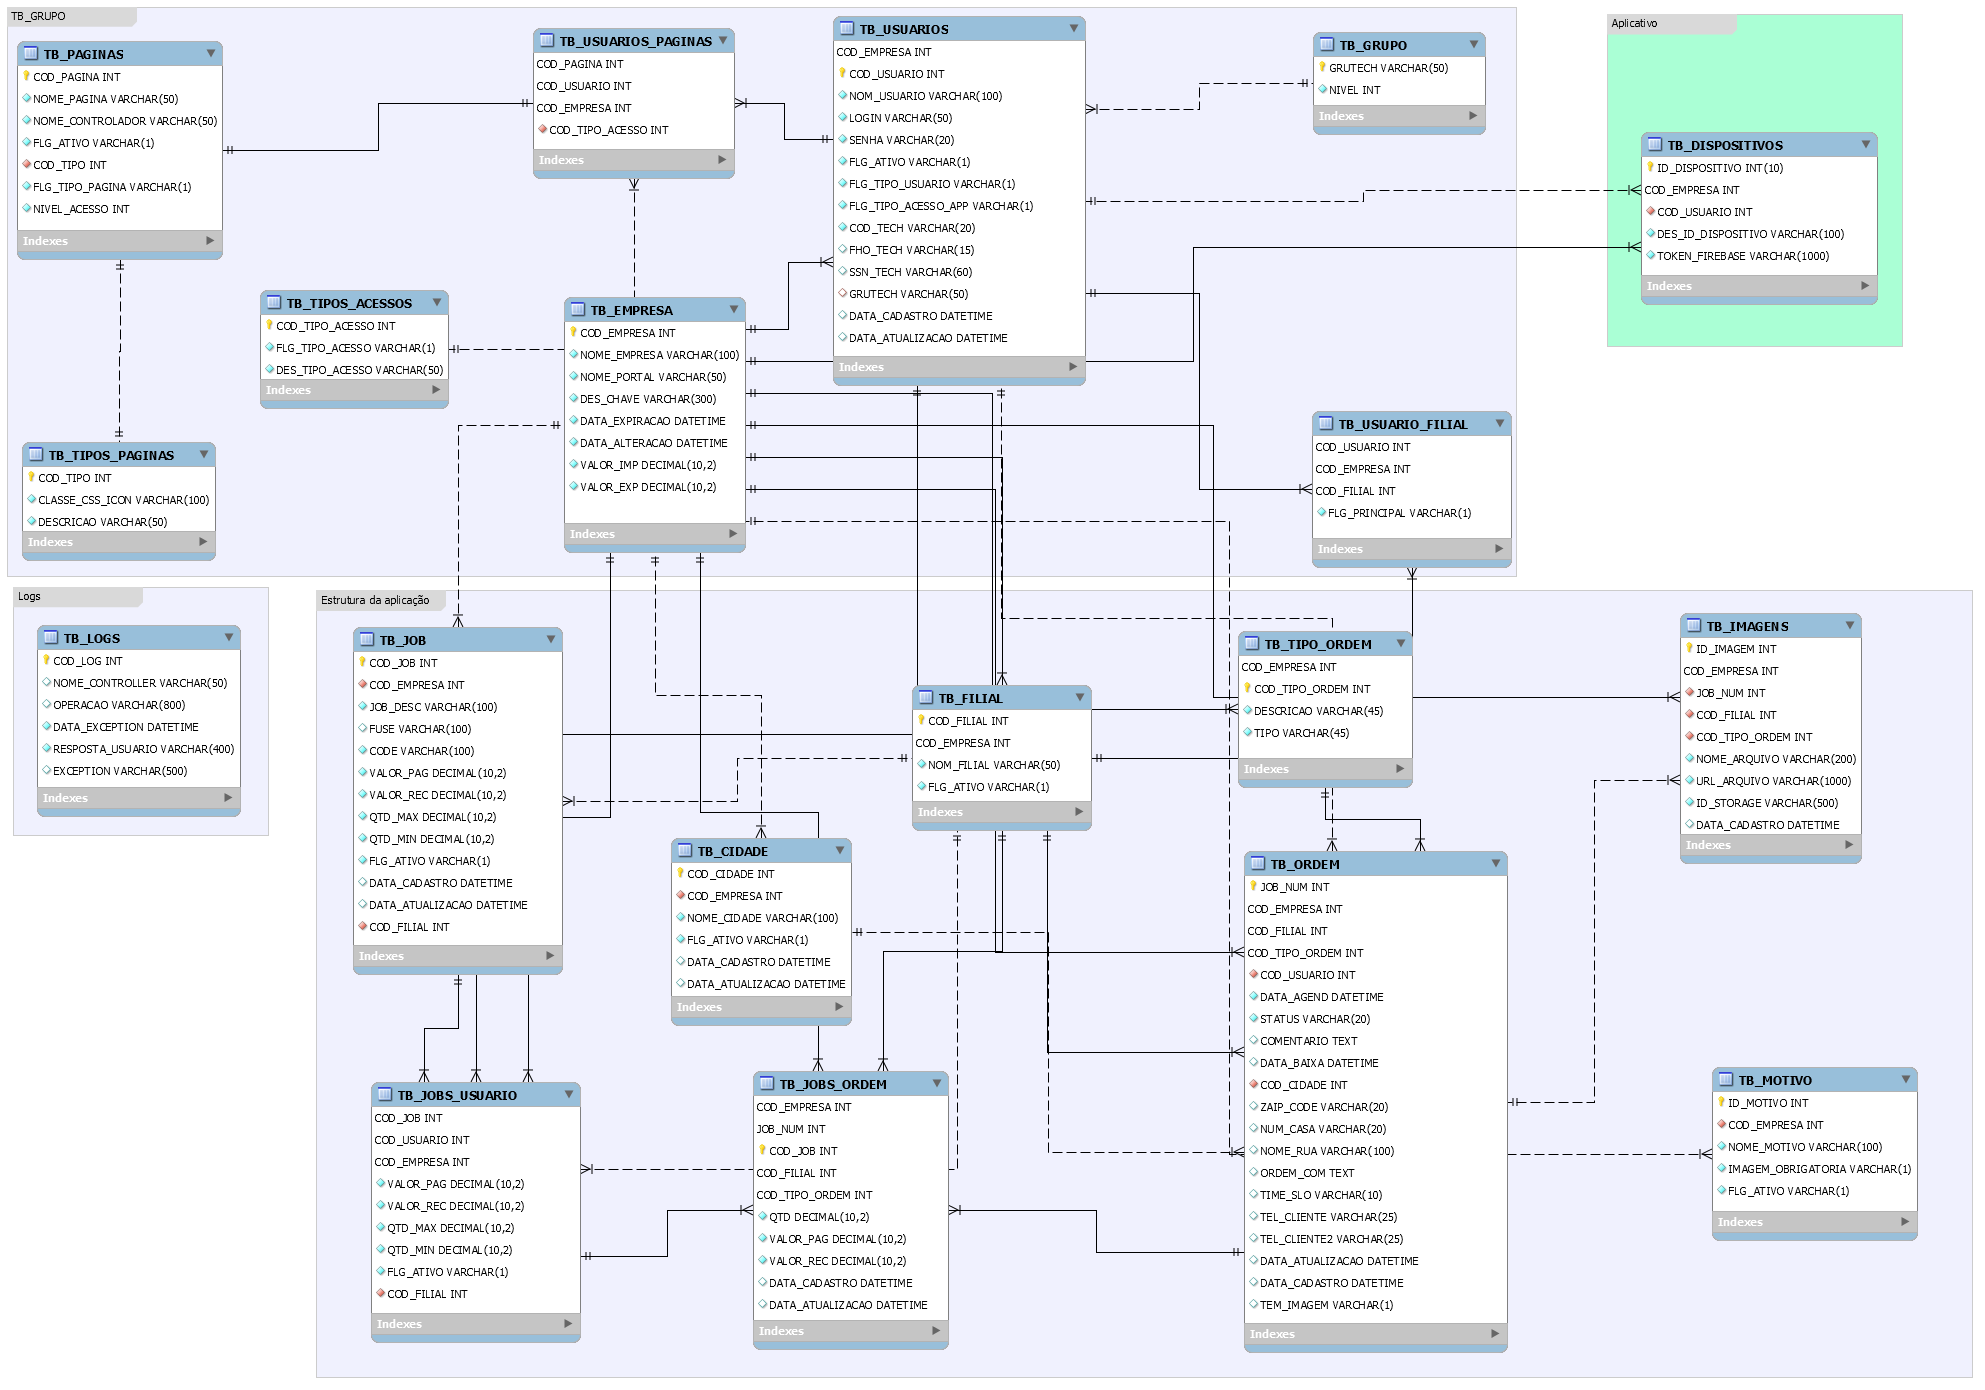 TB_GRUPO
TB_PAGINAS
COD_PAGINA INT
NOME_PAGINA VARCHAR(50)
NOME_CONTROLADOR VARCHAR(50)
FLG_ATIVO VARCHAR(1)
COD_TIPO INT
FLG_TIPO_PAGINA VARCHAR(1)
NIVEL_ACESSO INT
Indexes
TB_USUARIOS_PAGINAS
COD_PAGINA INT
COD_USUARIO INT
COD_EMPRESA INT
COD_TIPO_ACESSO INT
Indexes
TB_USUARIOS
COD_EMPRESA INT
COD_USUARIO INT
NOM_USUARIO VARCHAR(100)
LOGIN VARCHAR(50)
SENHA VARCHAR(20)
FLG_ATIVO VARCHAR(1)
FLG_TIPO_USUARIO VARCHAR(1)
FLG_TIPO_ACESSO_APP VARCHAR(1)
COD_TECH VARCHAR(20)
FHO_TECH VARCHAR(15)
SSN_TECH VARCHAR(60)
GRUTECH VARCHAR(50)
DATA_CADASTRO DATETIME
DATA_ATUALIZACAO DATETIME
Indexes
TB_GRUPO
GRUTECH VARCHAR(50)
NIVEL INT
Indexes
Aplicativo
TB_DISPOSITIVOS
ID_DISPOSITIVO INT(10)
COD_EMPRESA INT
COD_USUARIO INT
DES_ID_DISPOSITIVO VARCHAR(100)
TOKEN_FIREBASE VARCHAR(1000)
Indexes
TB_TIPOS_ACESSOS
COD_TIPO_ACESSO INT
FLG_TIPO_ACESSO VARCHAR(1)
DES_TIPO_ACESSO VARCHAR(50)
Indexes
TB_EMPRESA
COD_EMPRESA INT
NOME_EMPRESA VARCHAR(100)
NOME_PORTAL VARCHAR(50)
DES_CHAVE VARCHAR(300)
DATA_EXPIRACAO DATETIME
DATA_ALTERACAO DATETIME
VALOR_IMP DECIMAL(10,2)
VALOR_EXP DECIMAL(10,2)
Indexes
TB_TIPOS_PAGINAS
COD_TIPO INT
CLASSE_CSS_ICON VARCHAR(100)
DESCRICAO VARCHAR(50)
Indexes
TB_USUARIO_FILIAL
COD_USUARIO INT
COD_EMPRESA INT
COD_FILIAL INT
FLG_PRINCIPAL VARCHAR(1)
Indexes
Logs
TB_LOGS
COD_LOG INT
NOME_CONTROLLER VARCHAR(50)
OPERACAO VARCHAR(800)
DATA_EXCEPTION DATETIME
RESPOSTA_USUARIO VARCHAR(400)
EXCEPTION VARCHAR(500)
Indexes
Estrutura da aplicação
TB_JOB
COD_JOB INT
COD_EMPRESA INT
JOB_DESC VARCHAR(100)
FUSE VARCHAR(100)
CODE VARCHAR(100)
VALOR_PAG DECIMAL(10,2)
VALOR_REC DECIMAL(10,2)
QTD_MAX DECIMAL(10,2)
QTD_MIN DECIMAL(10,2)
FLG_ATIVO VARCHAR(1)
DATA_CADASTRO DATETIME
DATA_ATUALIZACAO DATETIME
COD_FILIAL INT
Indexes
TB_FILIAL
COD_FILIAL INT
COD_EMPRESA INT
NOM_FILIAL VARCHAR(50)
FLG_ATIVO VARCHAR(1)
Indexes
TB_TIPO_ORDEM
COD_EMPRESA INT
COD_TIPO_ORDEM INT
DESCRICAO VARCHAR(45)
TIPO VARCHAR(45)
Indexes
TB_IMAGENS
ID_IMAGEM INT
COD_EMPRESA INT
JOB_NUM INT
COD_FILIAL INT
COD_TIPO_ORDEM INT
NOME_ARQUIVO VARCHAR(200)
URL_ARQUIVO VARCHAR(1000)
ID_STORAGE VARCHAR(500)
DATA_CADASTRO DATETIME
Indexes
TB_CIDADE
COD_CIDADE INT
COD_EMPRESA INT
NOME_CIDADE VARCHAR(100)
FLG_ATIVO VARCHAR(1)
DATA_CADASTRO DATETIME
DATA_ATUALIZACAO DATETIME
Indexes
TB_ORDEM
JOB_NUM INT
COD_EMPRESA INT
COD_FILIAL INT
COD_TIPO_ORDEM INT
COD_USUARIO INT
DATA_AGEND DATETIME
STATUS VARCHAR(20)
COMENTARIO TEXT
DATA_BAIXA DATETIME
COD_CIDADE INT
ZAIP_CODE VARCHAR(20)
NUM_CASA VARCHAR(20)
NOME_RUA VARCHAR(100)
ORDEM_COM TEXT
TIME_SLO VARCHAR(10)
TEL_CLIENTE VARCHAR(25)
TEL_CLIENTE2 VARCHAR(25)
DATA_ATUALIZACAO DATETIME
DATA_CADASTRO DATETIME
TEM_IMAGEM VARCHAR(1)
Indexes
TB_JOBS_USUARIO
COD_JOB INT
COD_USUARIO INT
COD_EMPRESA INT
VALOR_PAG DECIMAL(10,2)
VALOR_REC DECIMAL(10,2)
QTD_MAX DECIMAL(10,2)
QTD_MIN DECIMAL(10,2)
FLG_ATIVO VARCHAR(1)
COD_FILIAL INT
Indexes
TB_JOBS_ORDEM
COD_EMPRESA INT
JOB_NUM INT
COD_JOB INT
COD_FILIAL INT
COD_TIPO_ORDEM INT
QTD DECIMAL(10,2)
VALOR_PAG DECIMAL(10,2)
VALOR_REC DECIMAL(10,2)
DATA_CADASTRO DATETIME
DATA_ATUALIZACAO DATETIME
Indexes
TB_MOTIVO
ID_MOTIVO INT
COD_EMPRESA INT
NOME_MOTIVO VARCHAR(100)
IMAGEM_OBRIGATORIA VARCHAR(1)
FLG_ATIVO VARCHAR(1)
Indexes